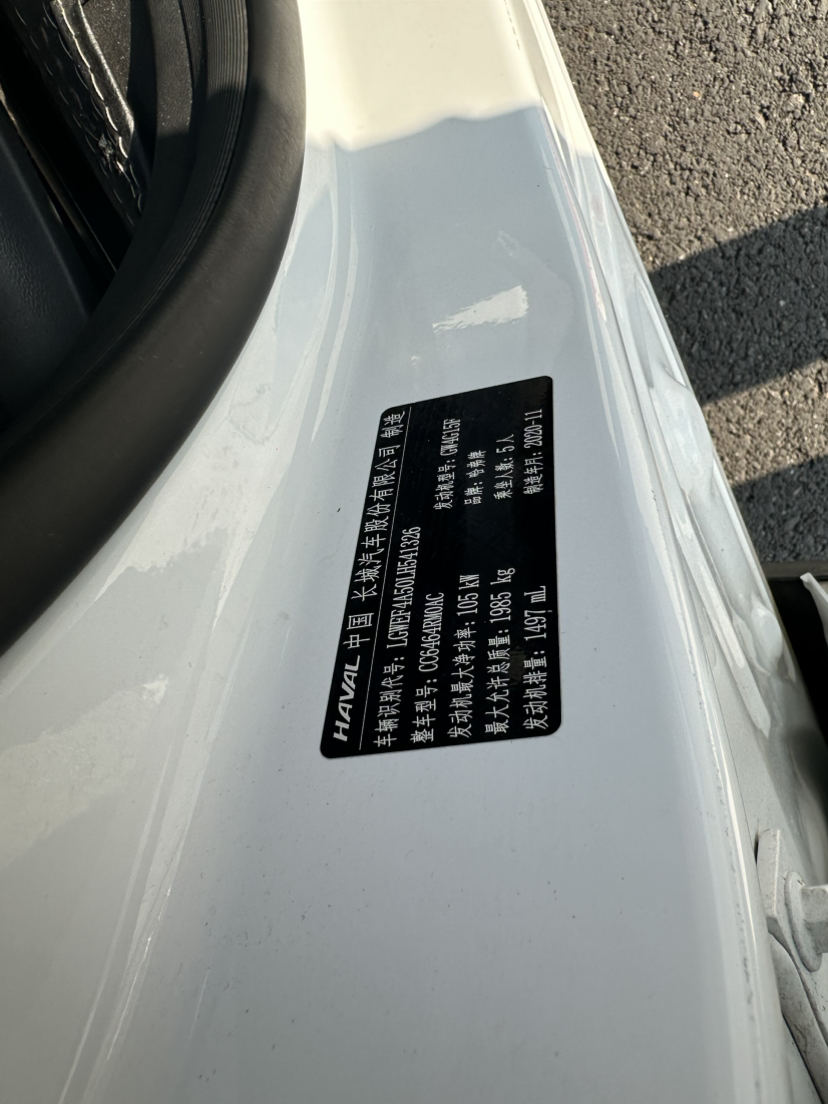 HAVAL 中国 长城汽车股份有限公司 制造
车辆识别代号: LGWEF4A50LH541326
整车型号: CC6464RM0AC 发动机型号: GW4G15F
发动机最大净功率: 105 kW 品牌: 哈弗牌
最大允许总质量: 1985 kg 乘坐人数: 5 人
发动机排量: 1497 mL 制造年月: 2020-11